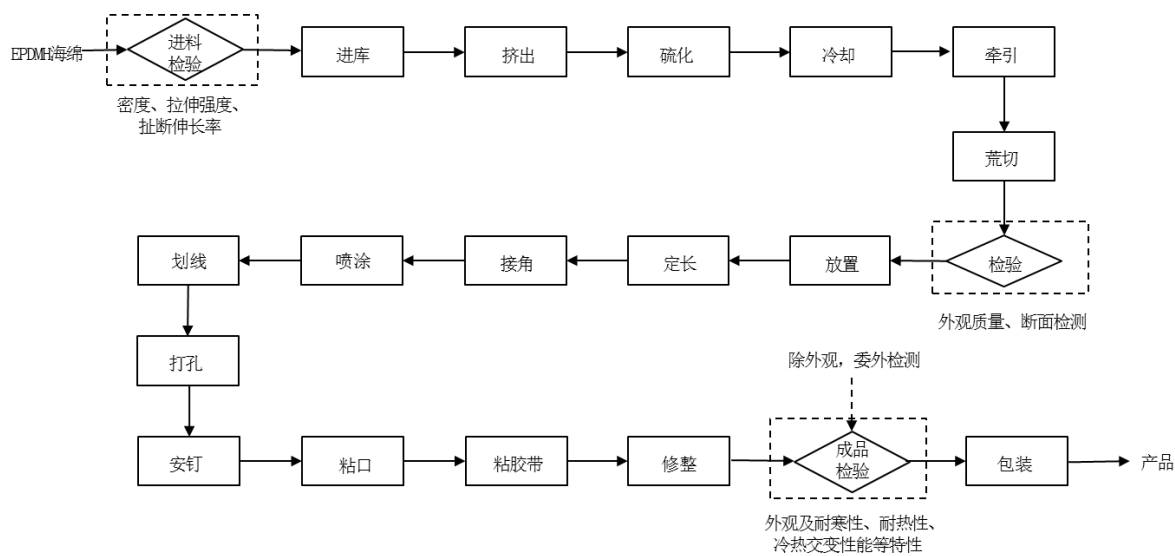 EPDMH海绵
进料
检验
进库
挤出
硫化
冷却
牵引
密度、拉伸强度、
扯断伸长率
荒切
划线
喷涂
接角
定长
放置
检验
外观质量、断面检测
打孔
除外观，委外检测
安钉
粘口
粘胶带
修整
成品
检验
包装
产品
外观及耐寒性、耐热性、
冷热交变性能等特性